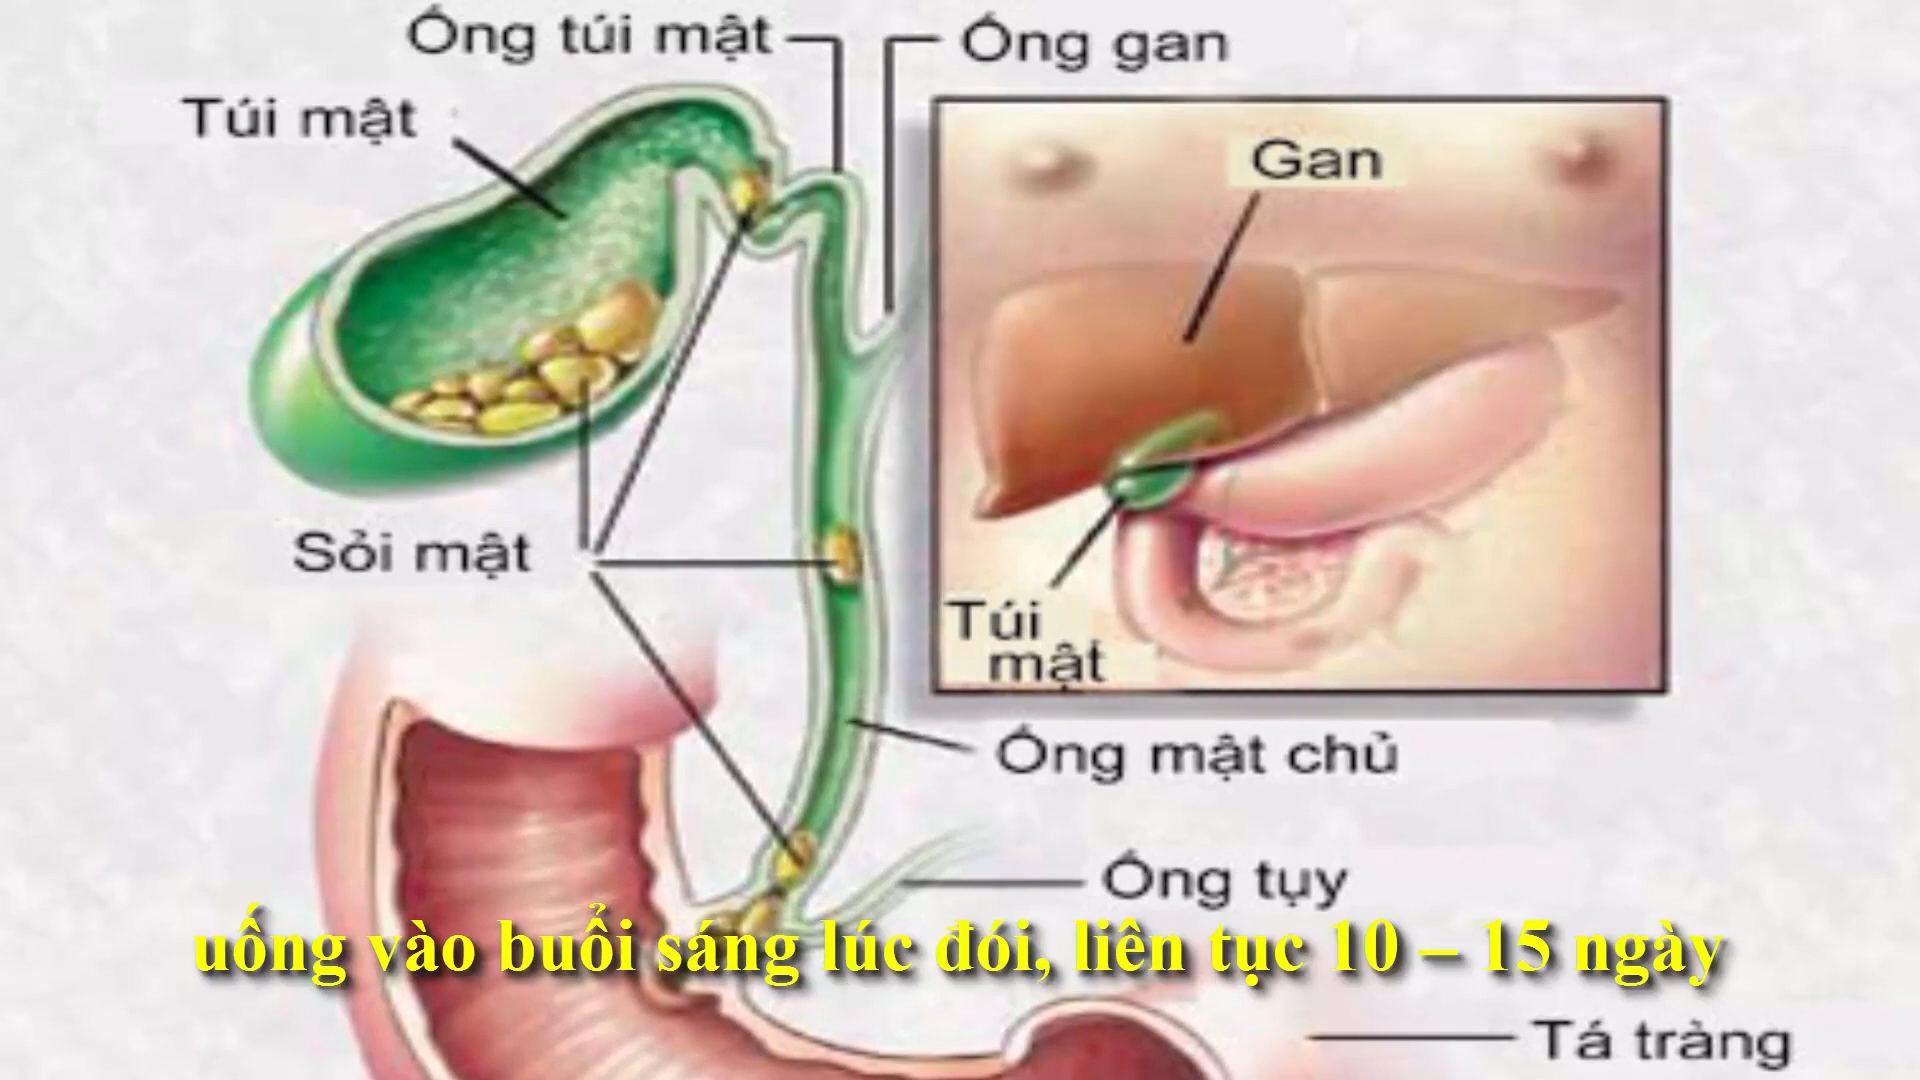 Ống túi mật
Ống gan
Túi mật
Gan
Sỏi mật
Túi
mật
Ống mật chủ
Ống tụy
uống vào buổi sáng lúc đói, liên tục 10 – 15 ngày
Tá tràng